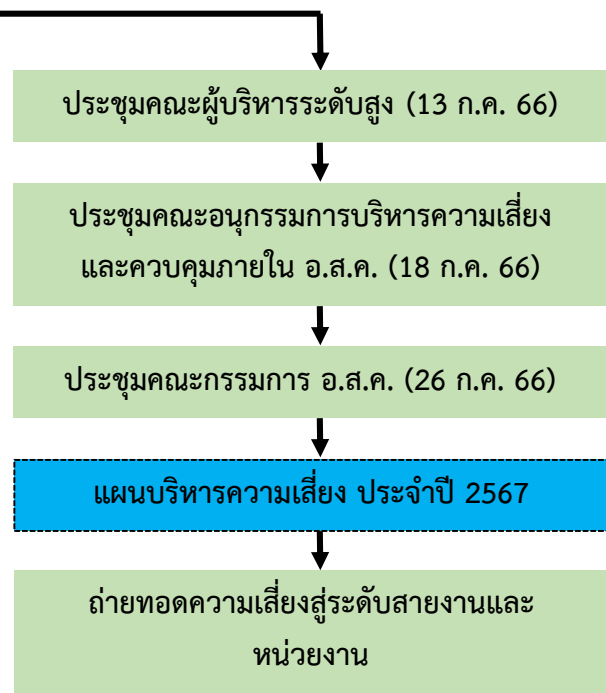 ประชุมคณะผู้บริหารระดับสูง (13 ก.ค. 66)
ประชุมคณะอนุกรรมการบริหารความเสี่ยง
และควบคุมภายใน อ.ส.ค. (18 ก.ค. 66)
ประชุมคณะกรรมการ อ.ส.ค. (26 ก.ค. 66)
แผนบริหารความเสี่ยง ประจำปี 2567
ถ่ายทอดความเสี่ยงสู่ระดับสายงานและ
หน่วยงาน